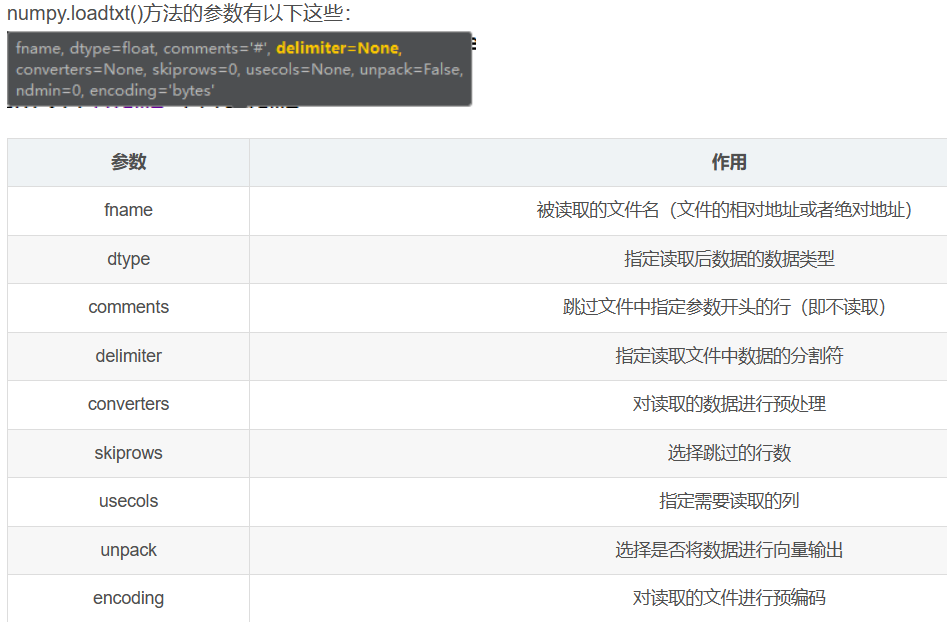 numpy.loadtxt()方法的参数有以下这些：
fname, dtype=float, comments='#', delimiter=None,
converters=None, skiprows=0, usecols=None, unpack=False,
ndmin=0, encoding='bytes'
参数 作用
fname 被读取的文件名（文件的相对地址或者绝对地址）
dtype 指定读取后数据的数据类型
comments 跳过文件中指定参数开头的行（即不读取）
delimiter 指定读取文件中数据的分割符
converters 对读取的数据进行预处理
skiprows 选择跳过的行数
usecols 指定需要读取的列
unpack 选择是否将数据进行向量输出
encoding 对读取的文件进行预编码